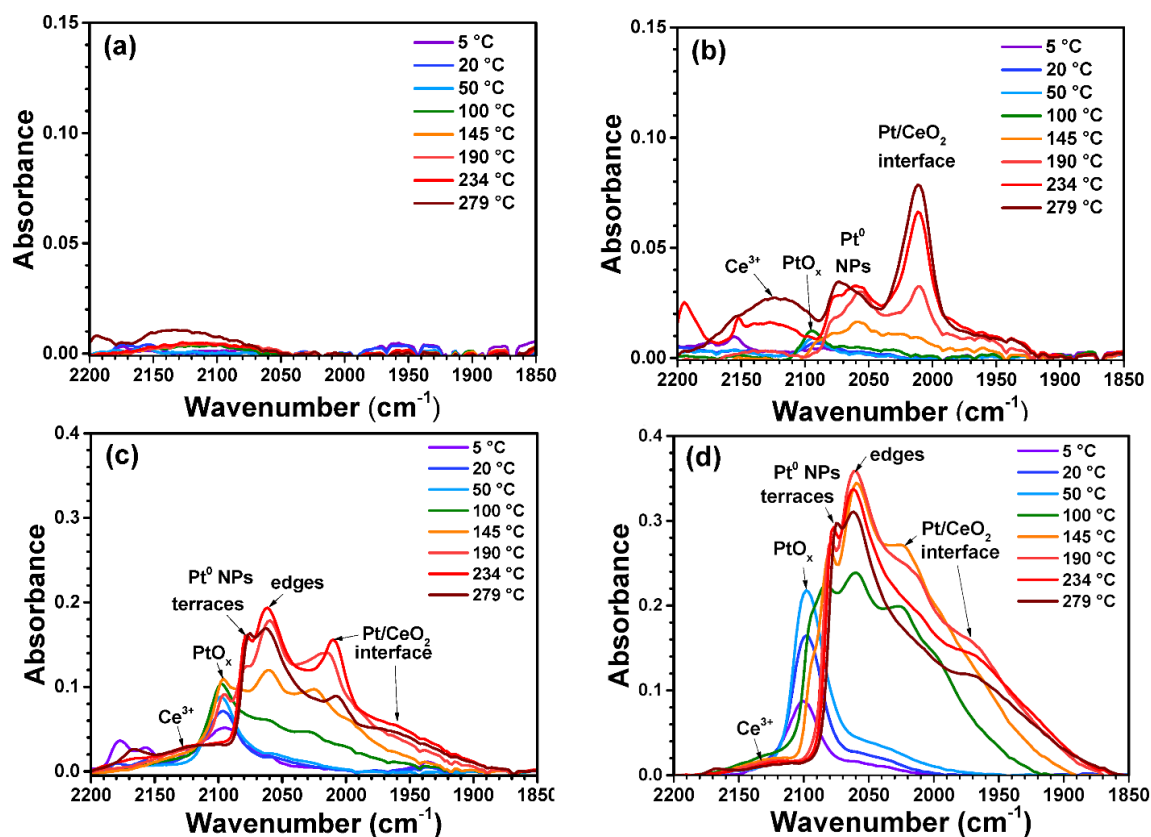 (a)
0.15
0.10
0.05
0.00
Absorbance
5 °C
20 °C
50 °C
100 °C
145 °C
190 °C
234 °C
279 °C
2200 2150 2100 2050 2000 1950 1900 1850
Wavenumber (cm⁻¹)
(b)
0.15
0.10
0.05
0.00
Absorbance
5 °C
20 °C
50 °C
100 °C
145 °C
190 °C
234 °C
279 °C
Pt/CeO₂
interface
Pt⁰
NPs
PtOₓ
Ce³⁺
2200 2150 2100 2050 2000 1950 1900 1850
Wavenumber (cm⁻¹)
(c)
0.4
0.3
0.2
0.1
0.0
Absorbance
5 °C
20 °C
50 °C
100 °C
145 °C
190 °C
234 °C
279 °C
Pt⁰ NPs
terraces
edges
Pt/CeO₂
interface
PtOₓ
Ce³⁺
2200 2150 2100 2050 2000 1950 1900 1850
Wavenumber (cm⁻¹)
(d)
0.4
0.3
0.2
0.1
0.0
Absorbance
5 °C
20 °C
50 °C
100 °C
145 °C
190 °C
234 °C
279 °C
edges
Pt⁰ NPs
terraces
Pt/CeO₂
interface
PtOₓ
Ce³⁺
2200 2150 2100 2050 2000 1950 1900 1850
Wavenumber (cm⁻¹)